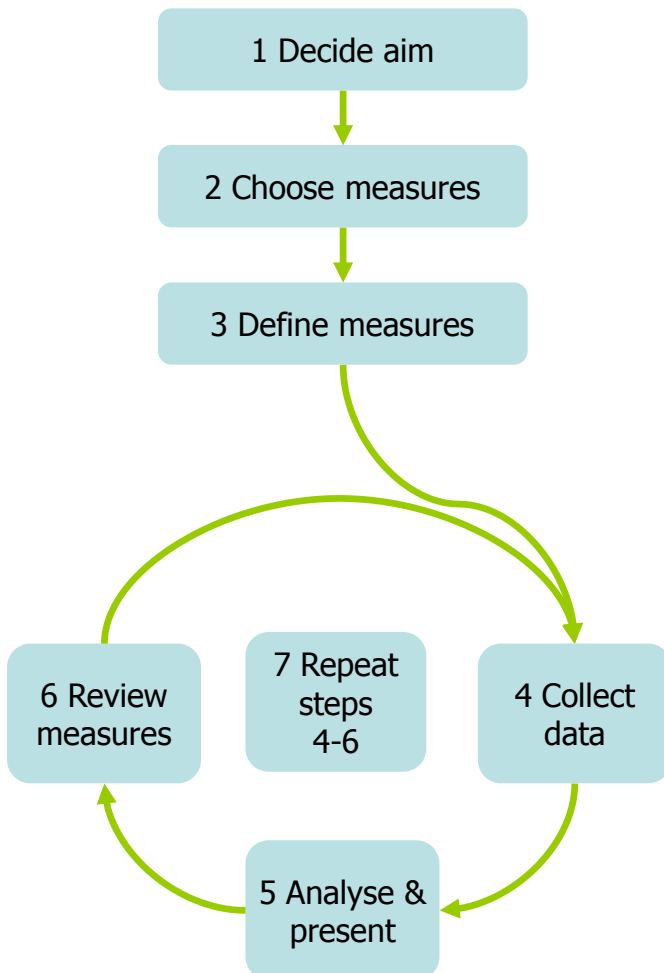 1 Decide aim
2 Choose measures
3 Define measures
4 Collect
data
5 Analyse &
present
6 Review
measures
7 Repeat
steps
4-6